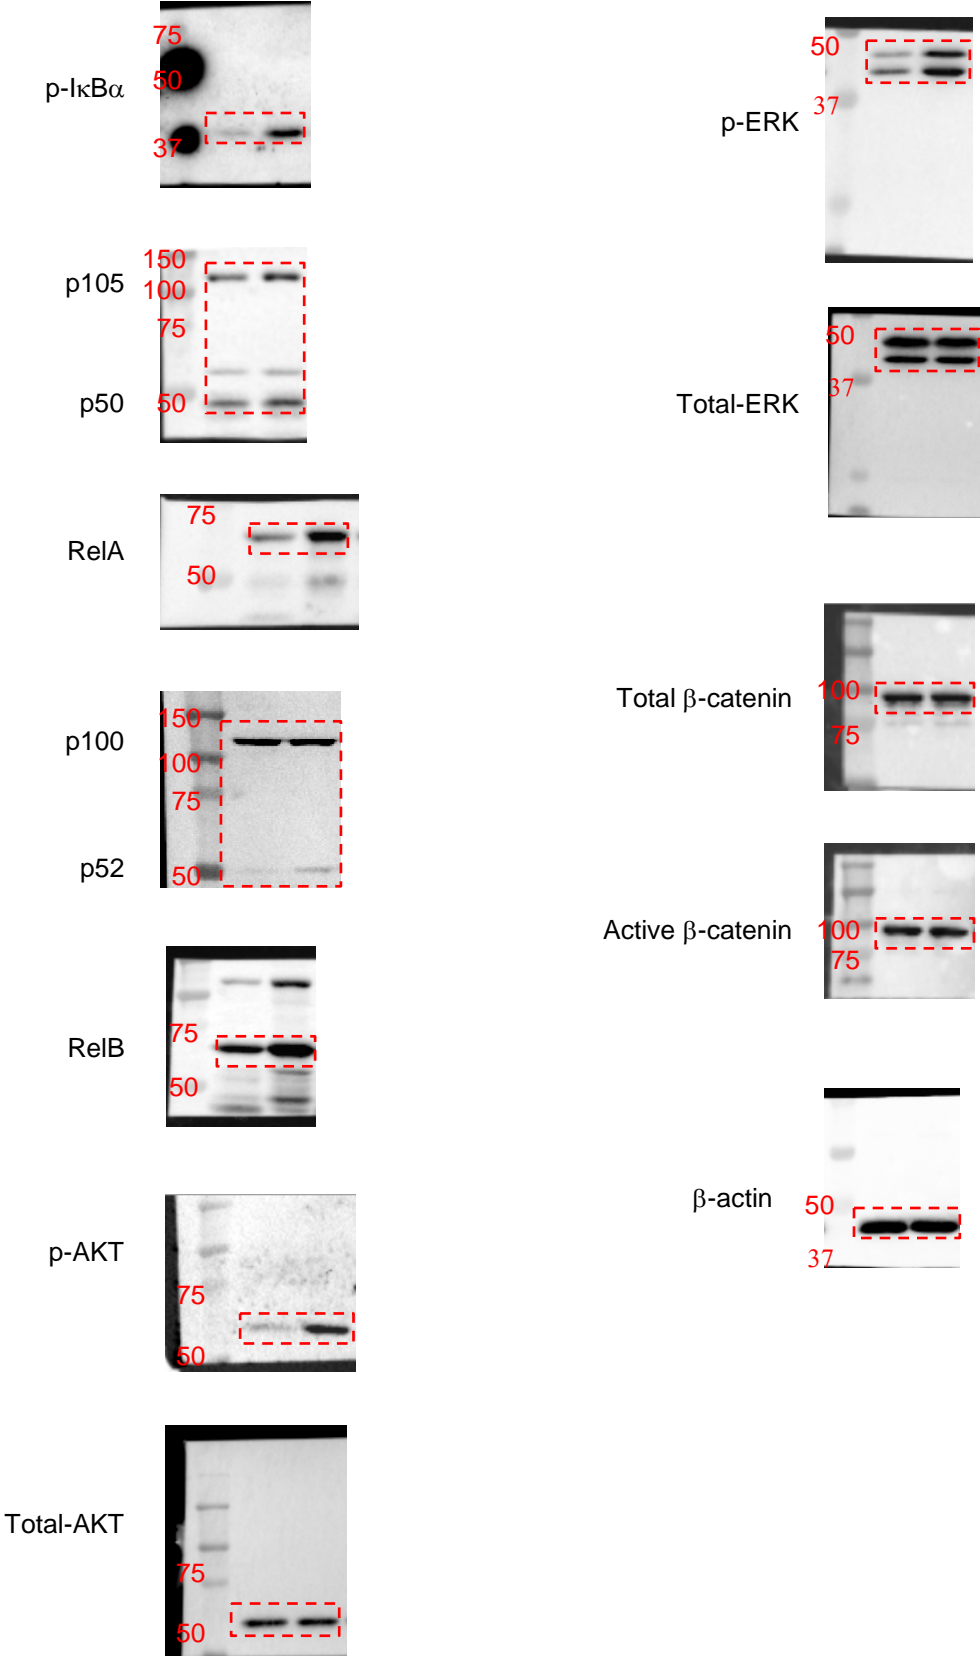 75
p-IκBα
50
37
150
p105
100
75
p50
50
75
RelA
50
150
p100
100
75
p52
50
75
RelB
50
p-AKT
75
50
Total-AKT
75
50
50
p-ERK
37
50
Total-ERK
37
Total β-catenin
100
75
Active β-catenin
100
75
β-actin
50
37